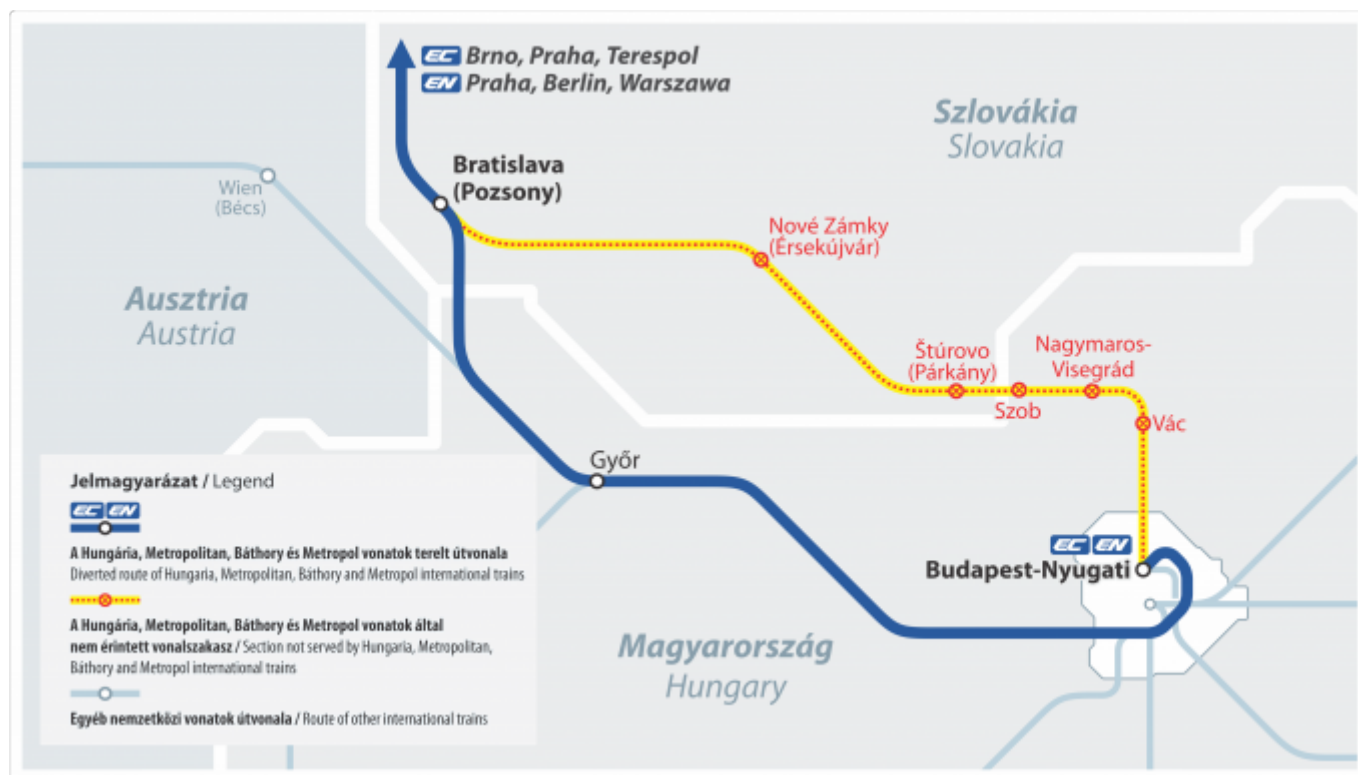 EC Brno, Praha, Terespol
EN Praha, Berlin, Warszawa
Szlovákia
Slovakia
Bratislava
(Pozsony)
Wien
(Bécs)
Nové Zámky
(Érsekújvár)
Ausztria
Austria
Štúrovo
(Párkány)
Nagymaros-
Visegrád
Szob
Vác
Győr
EC EN
Budapest-Nyugati
Magyarország
Hungary
Jelmagyarázat / Legend
EC EN
A Hungária, Metropolitan, Báthory és Metropol vonatok terelt útvonala
Diverted route of Hungaria, Metropolitan, Báthory and Metropol international trains
A Hungária, Metropolitan, Báthory és Metropol vonatok által
nem érintett vonalszakasz / Section not served by Hungaria, Metropolitan,
Báthory and Metropol international trains
Egyéb nemzetközi vonatok útvonala / Route of other international trains